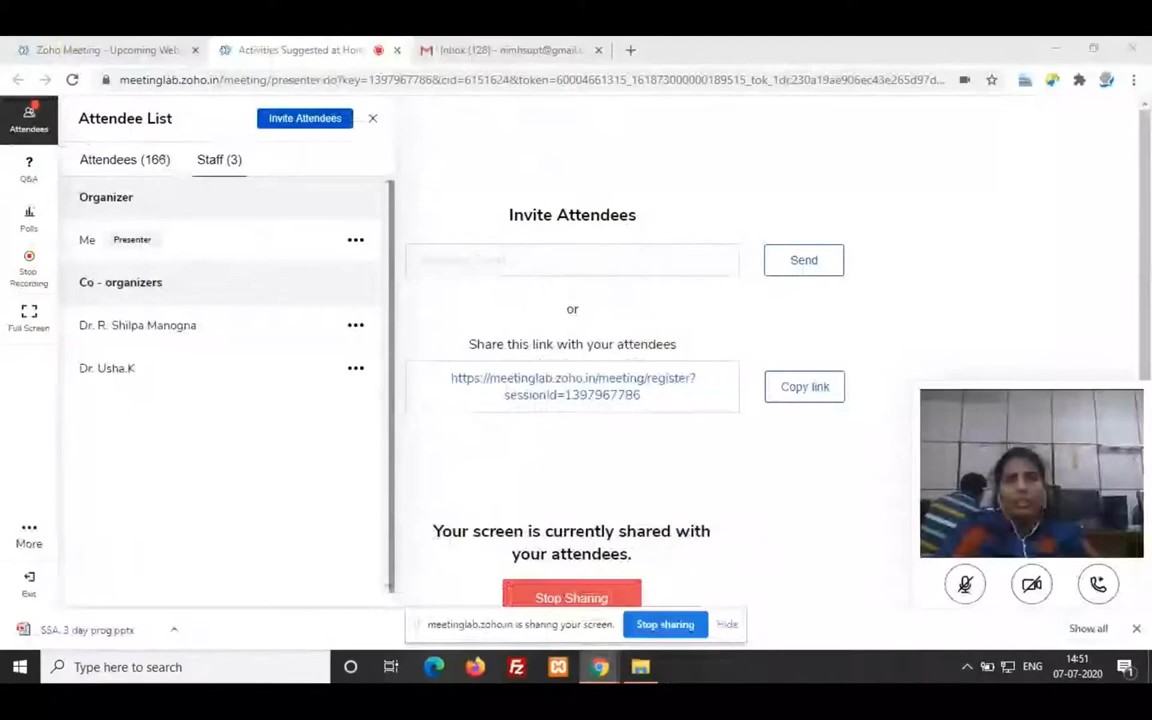 Zoho Meeting - Upcoming Web
Activities Suggested at Hom
Inbox (128) - nimhsupt@gmail.c
meetinglab.zoho.in/meeting/presenter.do?key=1397967786&cid=6151624&token=60004661315_161873000000189515_tok_1dc230a19ae906ec43e265d97d...
Attendees
Q&A
Polls
Stop
Recording
Full Screen
More
Exit
Attendee List
Invite Attendees
Attendees (166)
Staff (3)
Organizer
Me
Presenter
Co - organizers
Dr. R. Shilpa Manogna
Dr. Usha.K
Invite Attendees
Send
or
Share this link with your attendees
https://meetinglab.zoho.in/meeting/register?
sessionId=1397967786
Copy link
Your screen is currently shared with
your attendees.
Stop Sharing
meetinglab.zoho.in is sharing your screen.
Stop sharing
Hide
SSA. 3 day prog.pptx
Show all
Type here to search
ENG
14:51
07-07-2020
1